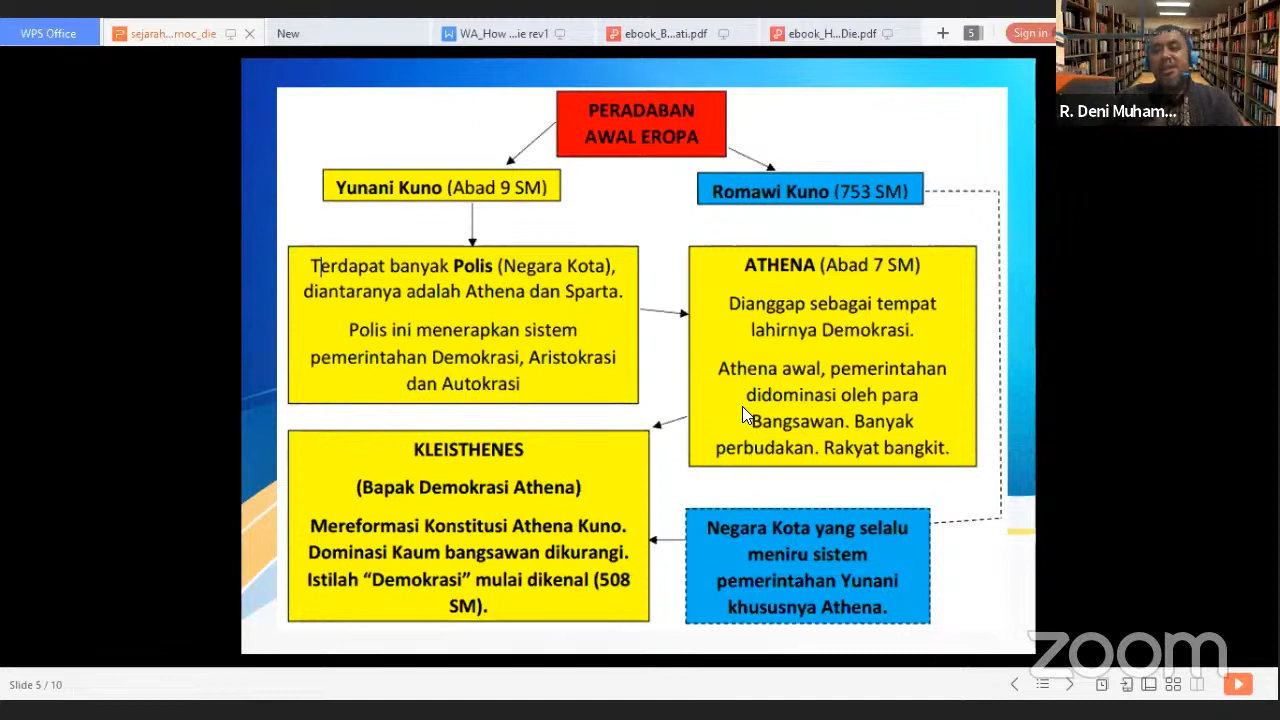 WPS Office
sejarah...moc_die
New
WA_How ...ie rev1
ebook_B...ati.pdf
ebook_H...Die.pdf
5
Sign in
R. Deni Muham...
PERADABAN
AWAL EROPA
Yunani Kuno (Abad 9 SM)
Romawi Kuno (753 SM)
Terdapat banyak Polis (Negara Kota),
diantaranya adalah Athena dan Sparta.
Polis ini menerapkan sistem
pemerintahan Demokrasi, Aristokrasi
dan Autokrasi
ATHENA (Abad 7 SM)
Dianggap sebagai tempat
lahirnya Demokrasi.
Athena awal, pemerintahan
didominasi oleh para
Bangsawan. Banyak
perbudakan. Rakyat bangkit.
KLEISTHENES
(Bapak Demokrasi Athena)
Mereformasi Konstitusi Athena Kuno.
Dominasi Kaum bangsawan dikurangi.
Istilah “Demokrasi” mulai dikenal (508
SM).
Negara Kota yang selalu
meniru sistem
pemerintahan Yunani
khususnya Athena.
zoom
Slide 5 / 10